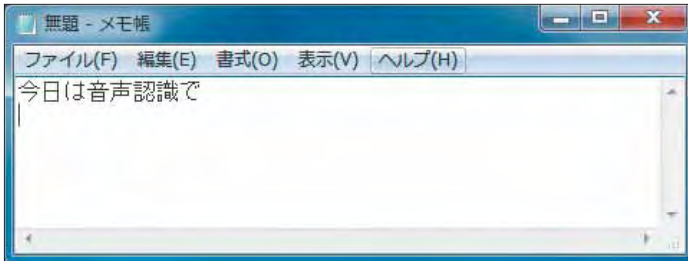 無題 - メモ帳
ファイル(F) 編集(E) 書式(O) 表示(V) ヘルプ(H)
今日は音声認識で